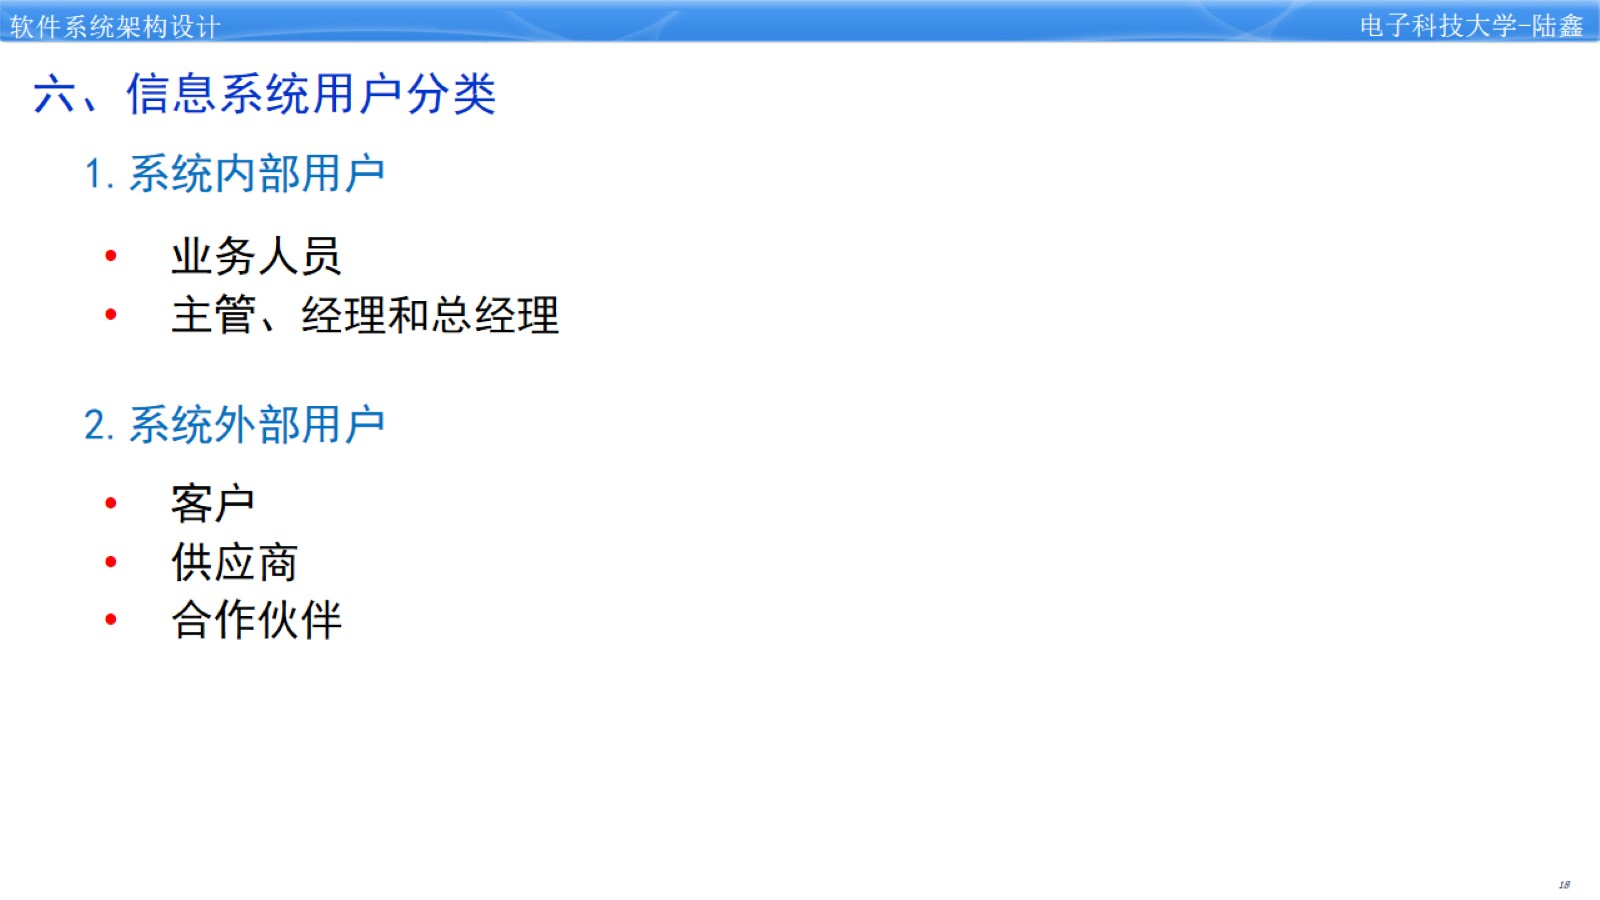 软件系统架构设计
电子科技大学-陆鑫
六、信息系统用户分类
1.系统内部用户
• 业务人员
• 主管、经理和总经理
2.系统外部用户
• 客户
• 供应商
• 合作伙伴
18